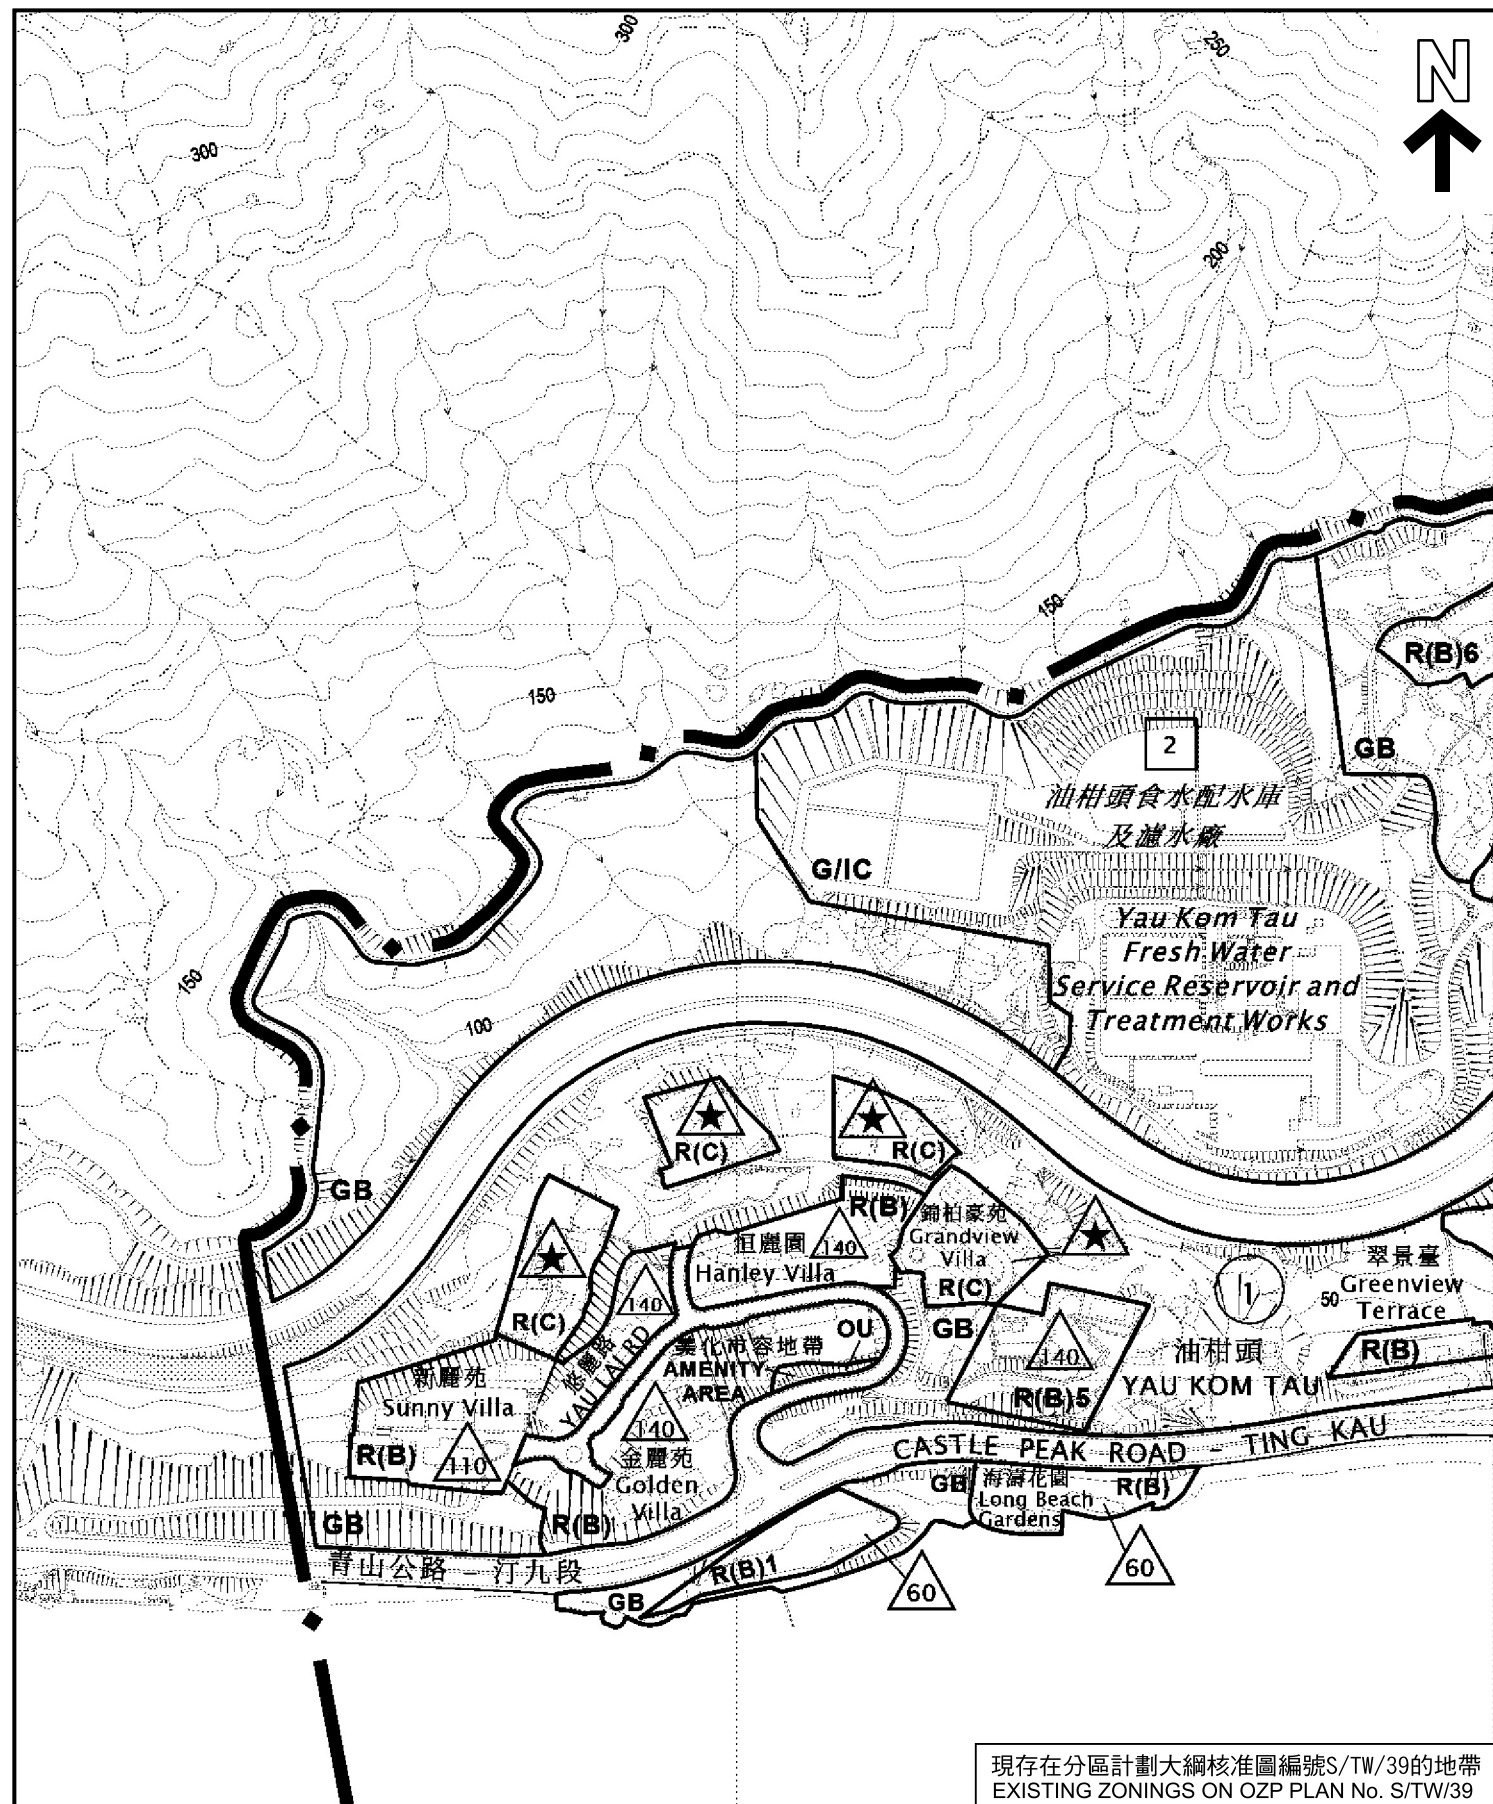 300
250
N
300
200
150
R(B)6
150
2
GB
油柑頭食水配水庫
及濾水廠
G/IC
Yau Kom Tau
Fresh Water
Service Reservoir and
Treatment Works
150
100
R(C)
R(C)
GB
R(B)
錦柏豪苑
Grandview
Villa
恒麗園
140
Hanley Villa
R(C)
翠景臺
Greenview
Terrace
50
1
140
R(C)
悠麗路
YAU LAI RD
美化市容地帶
AMENITY
AREA
OU
GB
140
油柑頭
YAU KOM TAU
R(B)
新麗苑
Sunny Villa
R(B)5
140
R(B)
110
金麗苑
Golden
Villa
CASTLE PEAK ROAD - TING KAU
GB
海濤花園
Long Beach
Gardens
R(B)
GB
R(B)
青山公路 - 汀九段
R(B)1
60
60
GB
現存在分區計劃大綱核准圖編號S/TW/39的地帶
EXISTING ZONINGS ON OZP PLAN No. S/TW/39